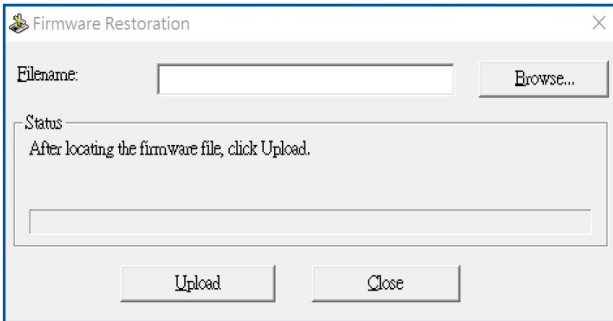 Firmware Restoration
Filename:
Browse...
Status
After locating the firmware file, click Upload.
Upload
Close